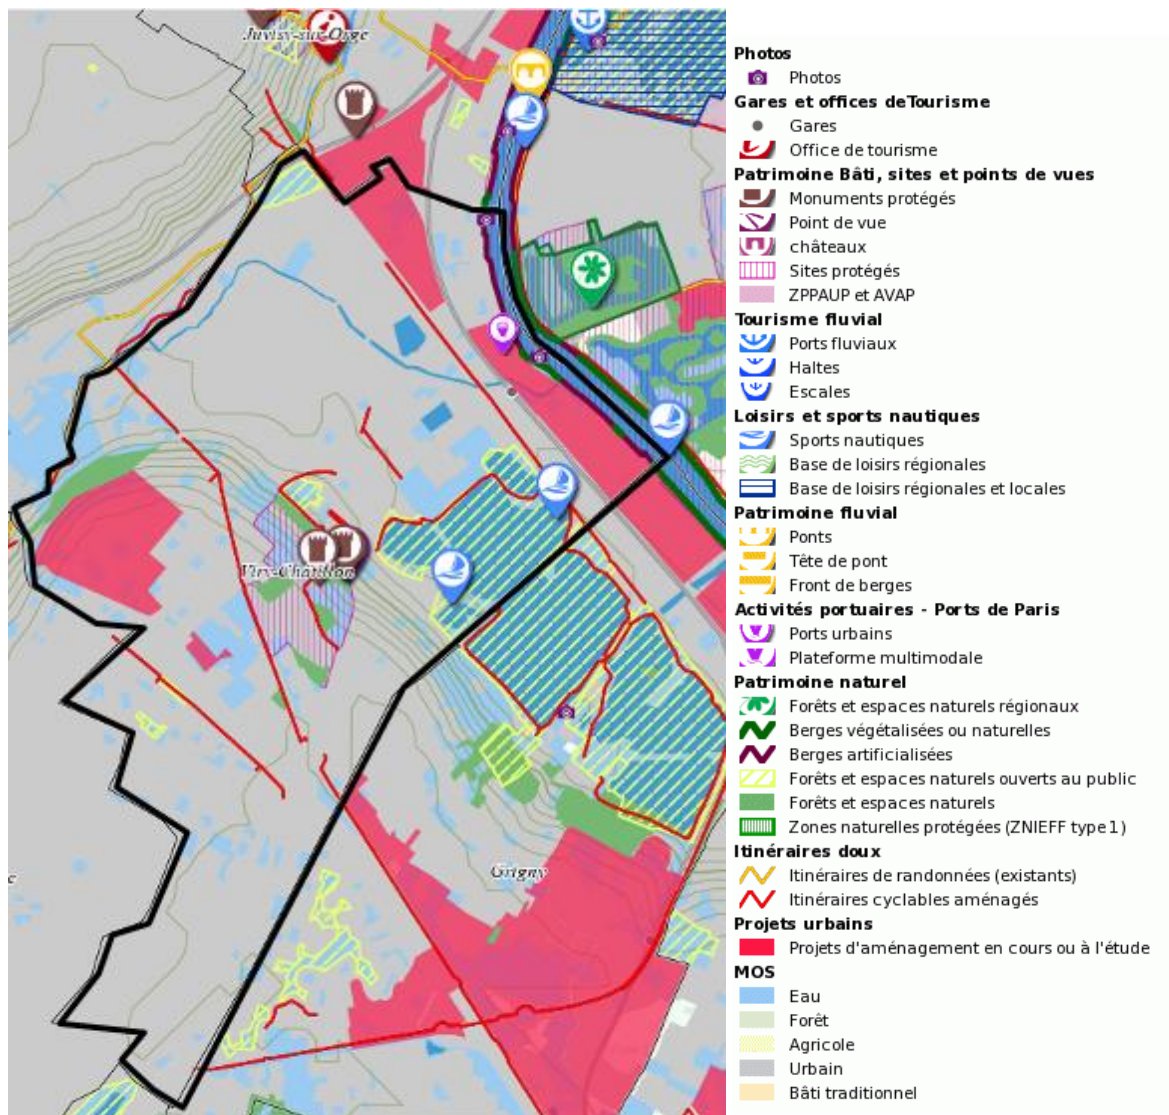 Juvisy-sur-Orge
Viry-Châtillon
Grigny
Photos
Photos
Gares et offices deTourisme
Gares
Office de tourisme
Patrimoine Bâti, sites et points de vues
Monuments protégés
Point de vue
châteaux
Sites protégés
ZPPAUP et AVAP
Tourisme fluvial
Ports fluviaux
Haltes
Escales
Loisirs et sports nautiques
Sports nautiques
Base de loisirs régionales
Base de loisirs régionales et locales
Patrimoine fluvial
Ponts
Tête de pont
Front de berges
Activités portuaires - Ports de Paris
Ports urbains
Plateforme multimodale
Patrimoine naturel
Forêts et espaces naturels régionaux
Berges végétalisées ou naturelles
Berges artificialisées
Forêts et espaces naturels ouverts au public
Forêts et espaces naturels
Zones naturelles protégées (ZNIEFF type 1)
Itinéraires doux
Itinéraires de randonnées (existants)
Itinéraires cyclables aménagés
Projets urbains
Projets d'aménagement en cours ou à l'étude
MOS
Eau
Forêt
Agricole
Urbain
Bâti traditionnel